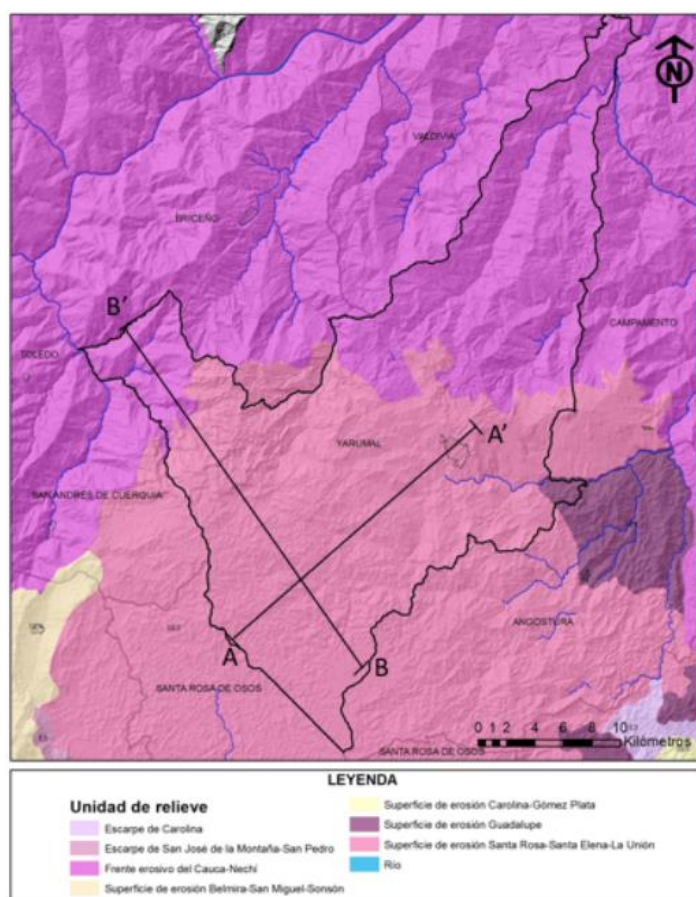 N
VALDIVIA
BRICEÑO
B'
CAMPAMENTO
TOLEDO
A'
YARUMAL
SAN ANDRES DE CUERQUIA
ANGOSTURA
A
B
SANTA ROSA DE OSOS
0 1 2 4 6 8 10
Kilómetros
SANTA ROSA DE OSOS
LEYENDA
Unidad de relieve
Escarpe de Carolina
Escarpe de San José de la Montaña-San Pedro
Frente erosivo del Cauca-Nechí
Superficie de erosión Belmira-San Miguel-Sonsón
Superficie de erosión Carolina-Gómez Plata
Superficie de erosión Guadalupe
Superficie de erosión Santa Rosa-Santa Elena-La Unión
Río